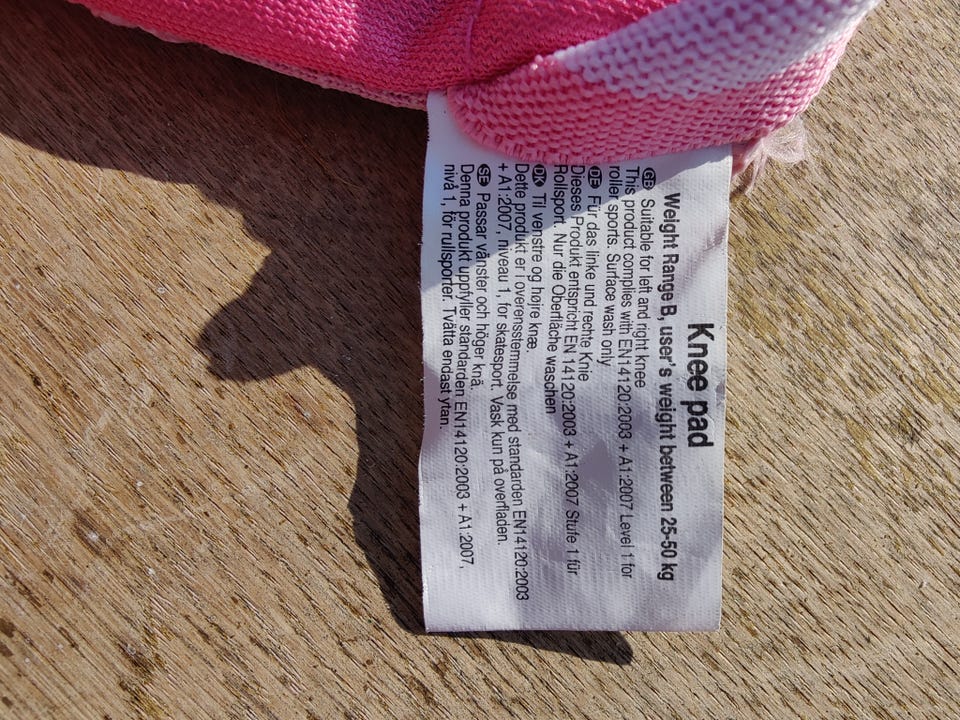 Knee pad
Weight Range B, user's weight between 25-50 kg
GB Suitable for left and right knee
This product complies with EN14120:2003 + A1:2007 Level 1 for
roller sports. Surface wash only
DE Für das linke und rechte Knie
Dieses Produkt entspricht EN 14120:2003 + A1:2007 Stufe 1 für
Rollsport. Nur die Oberfläche waschen
DK Til venstre og højre knæ.
Dette produkt er i overensstemmelse med standarden EN14120:2003
+ A1:2007, niveau 1, for skatesport. Vask kun på overfladen.
SE Passar vänster och höger knä.
Denna produkt uppfyller standarden EN14120:2003 + A1:2007,
nivå 1, för rullsporter. Tvätta endast ytan.